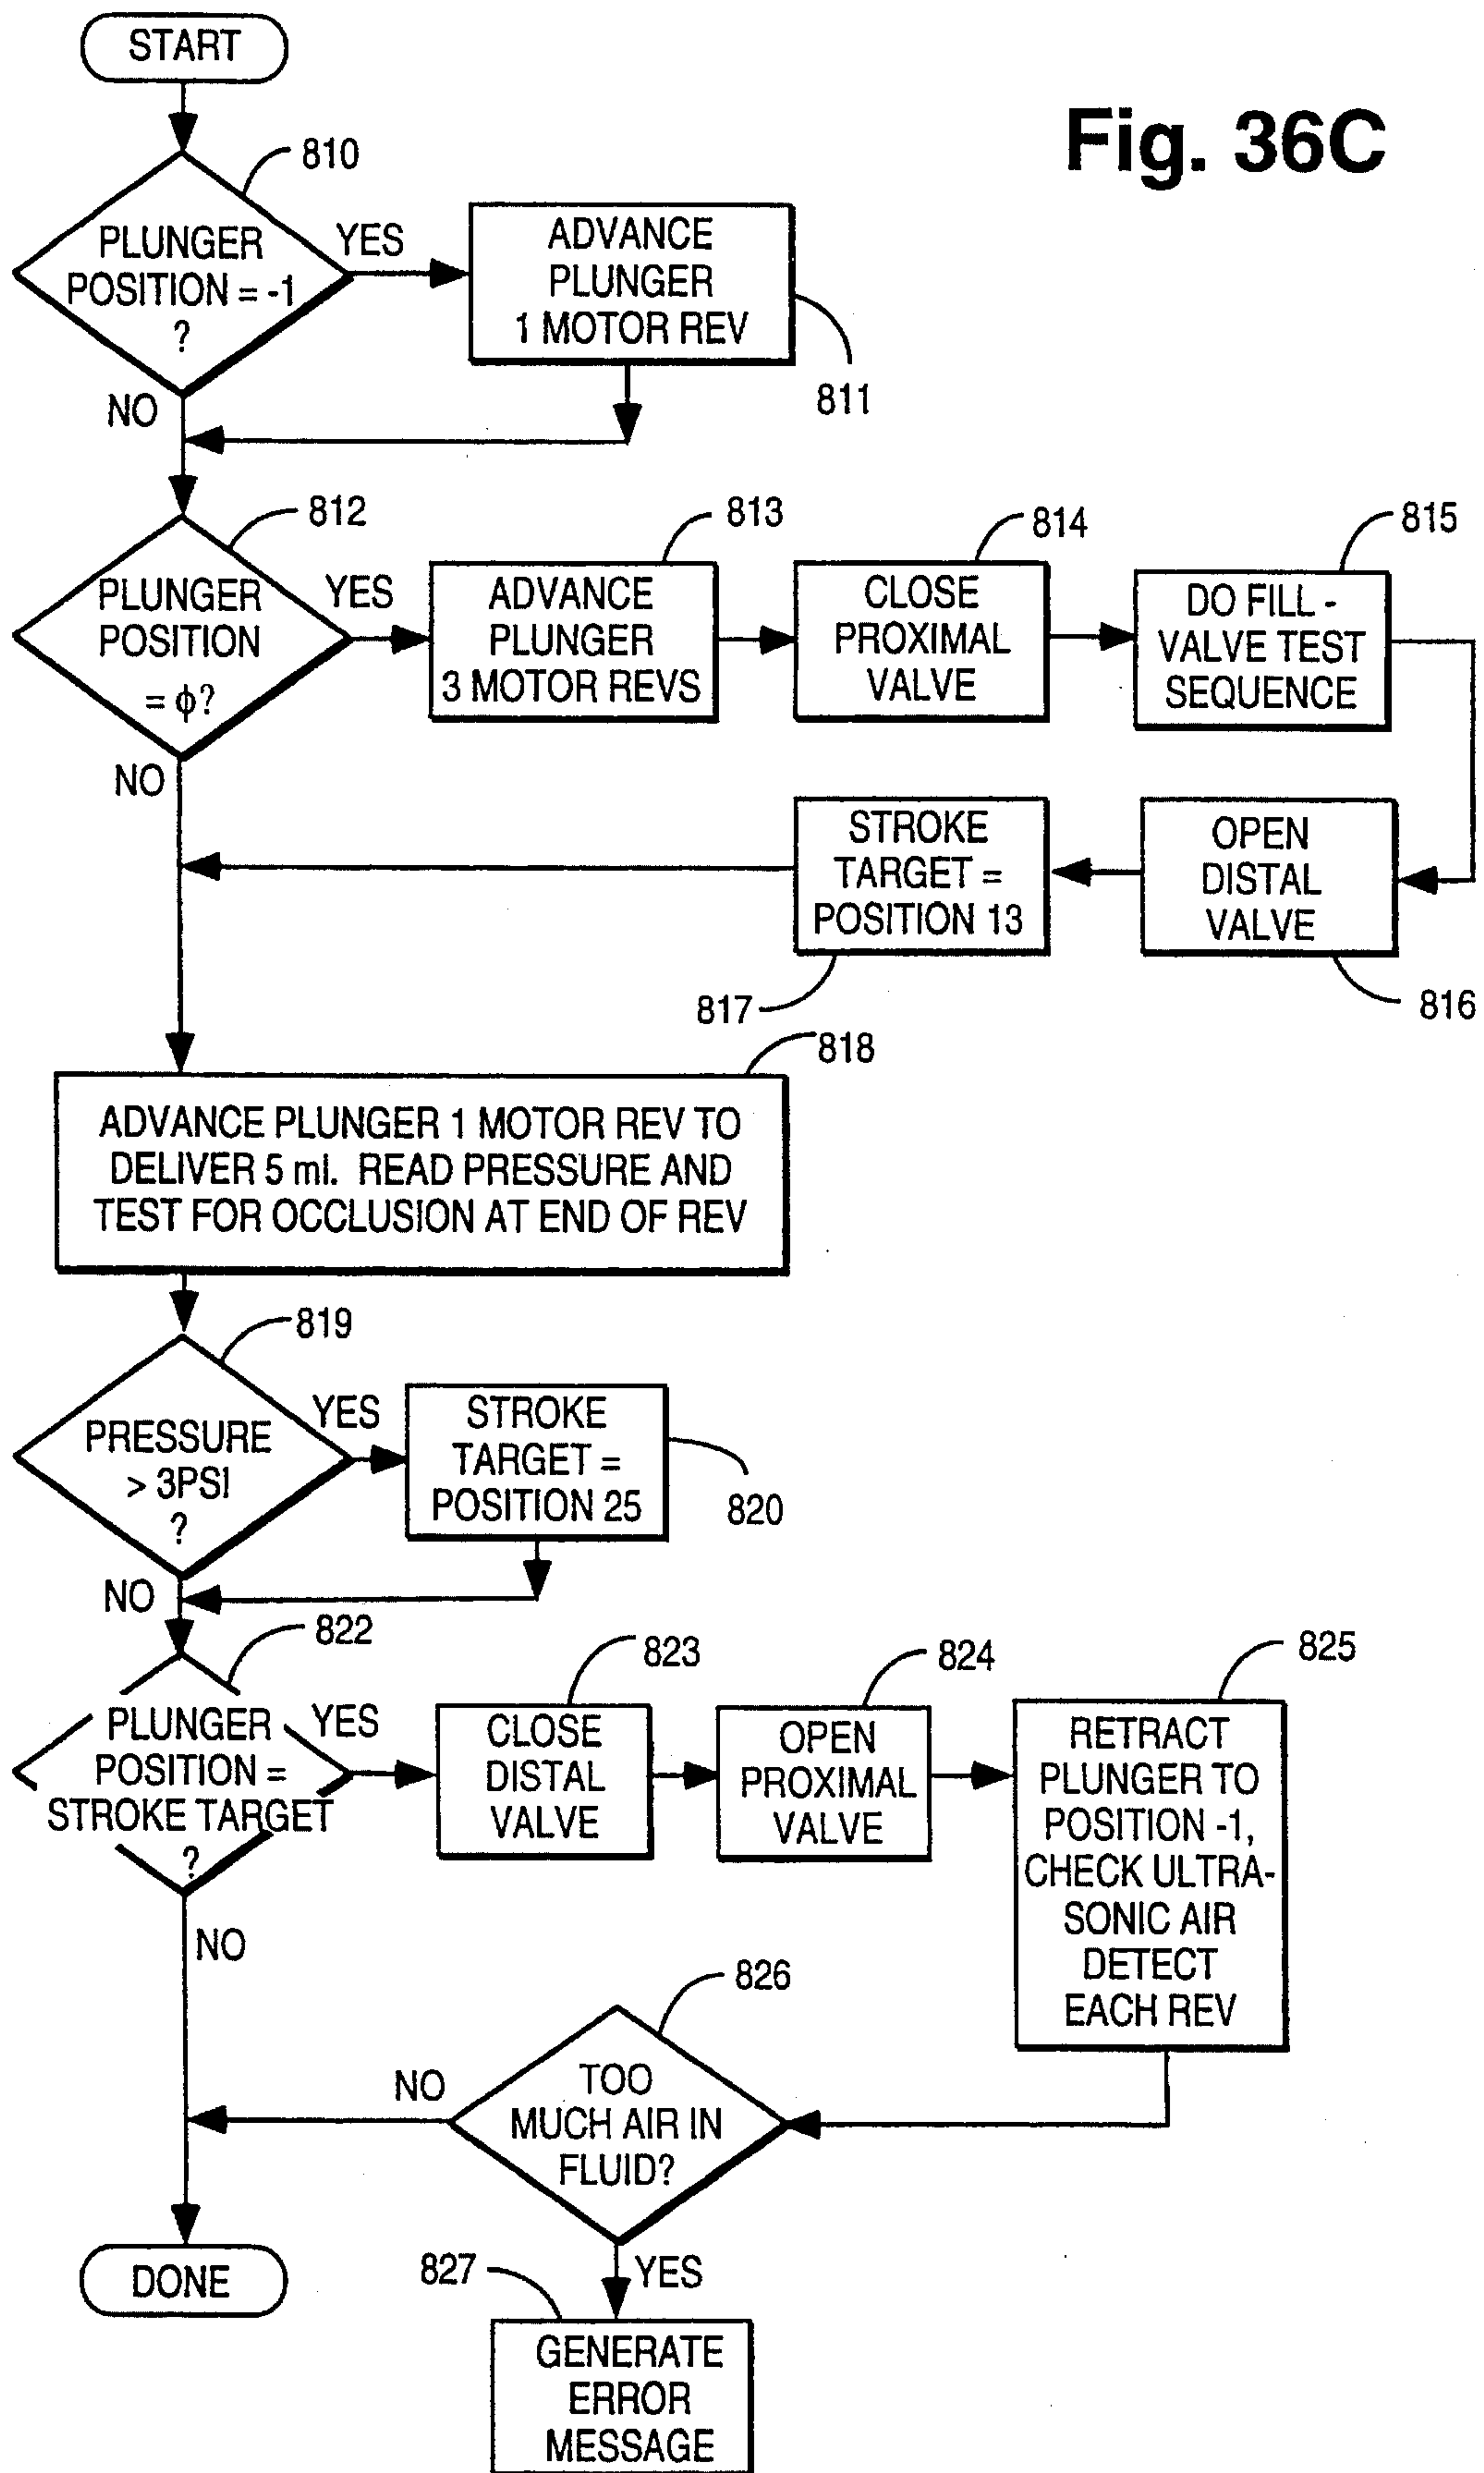 START
Fig. 36C
810
PLUNGER
POSITION = -1
?
YES
ADVANCE
PLUNGER
1 MOTOR REV
811
NO
812
PLUNGER
POSITION
= ϕ?
YES
813
ADVANCE
PLUNGER
3 MOTOR REVS
814
CLOSE
PROXIMAL
VALVE
815
DO FILL -
VALVE TEST
SEQUENCE
NO
STROKE
TARGET =
POSITION 13
817
OPEN
DISTAL
VALVE
816
818
ADVANCE PLUNGER 1 MOTOR REV TO
DELIVER 5 ml. READ PRESSURE AND
TEST FOR OCCLUSION AT END OF REV
819
PRESSURE
> 3PSI
?
YES
STROKE
TARGET =
POSITION 25
820
NO
822
PLUNGER
POSITION =
STROKE TARGET
?
YES
823
CLOSE
DISTAL
VALVE
824
OPEN
PROXIMAL
VALVE
825
RETRACT
PLUNGER TO
POSITION -1,
CHECK ULTRA-
SONIC AIR
DETECT
EACH REV
NO
826
TOO
MUCH AIR IN
FLUID?
NO
DONE
827
YES
GENERATE
ERROR
MESSAGE